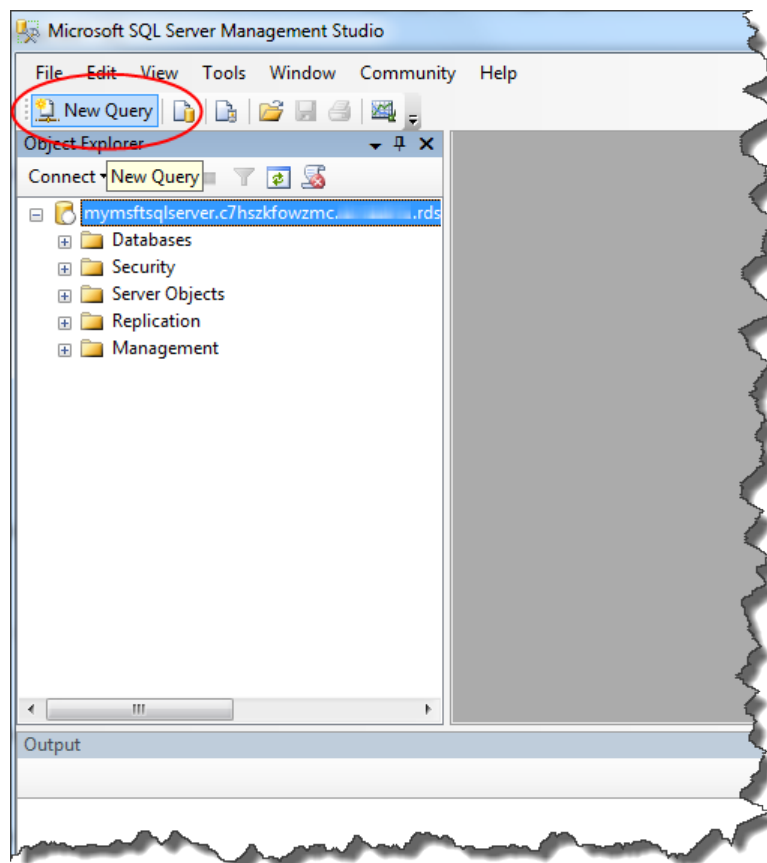 Microsoft SQL Server Management Studio
File Edit View Tools Window Community Help
New Query
Object Explorer
Connect New Query
mymsftsqlserver.c7hszkfowzmc. .rds
Databases
Security
Server Objects
Replication
Management
Output